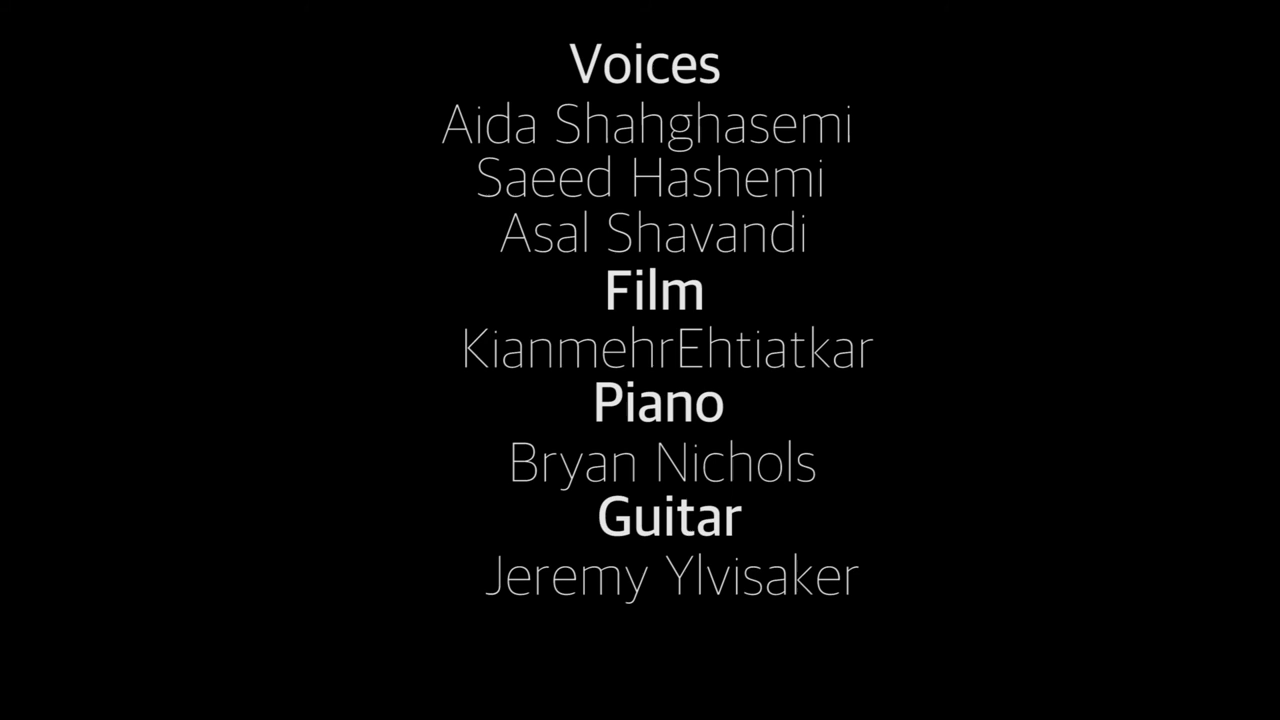 Voices
Aida Shahghasemi
Saeed Hashemi
Asal Shavandi
Film
KianmehrEhtiatkar
Piano
Bryan Nichols
Guitar
Jeremy Ylvisaker